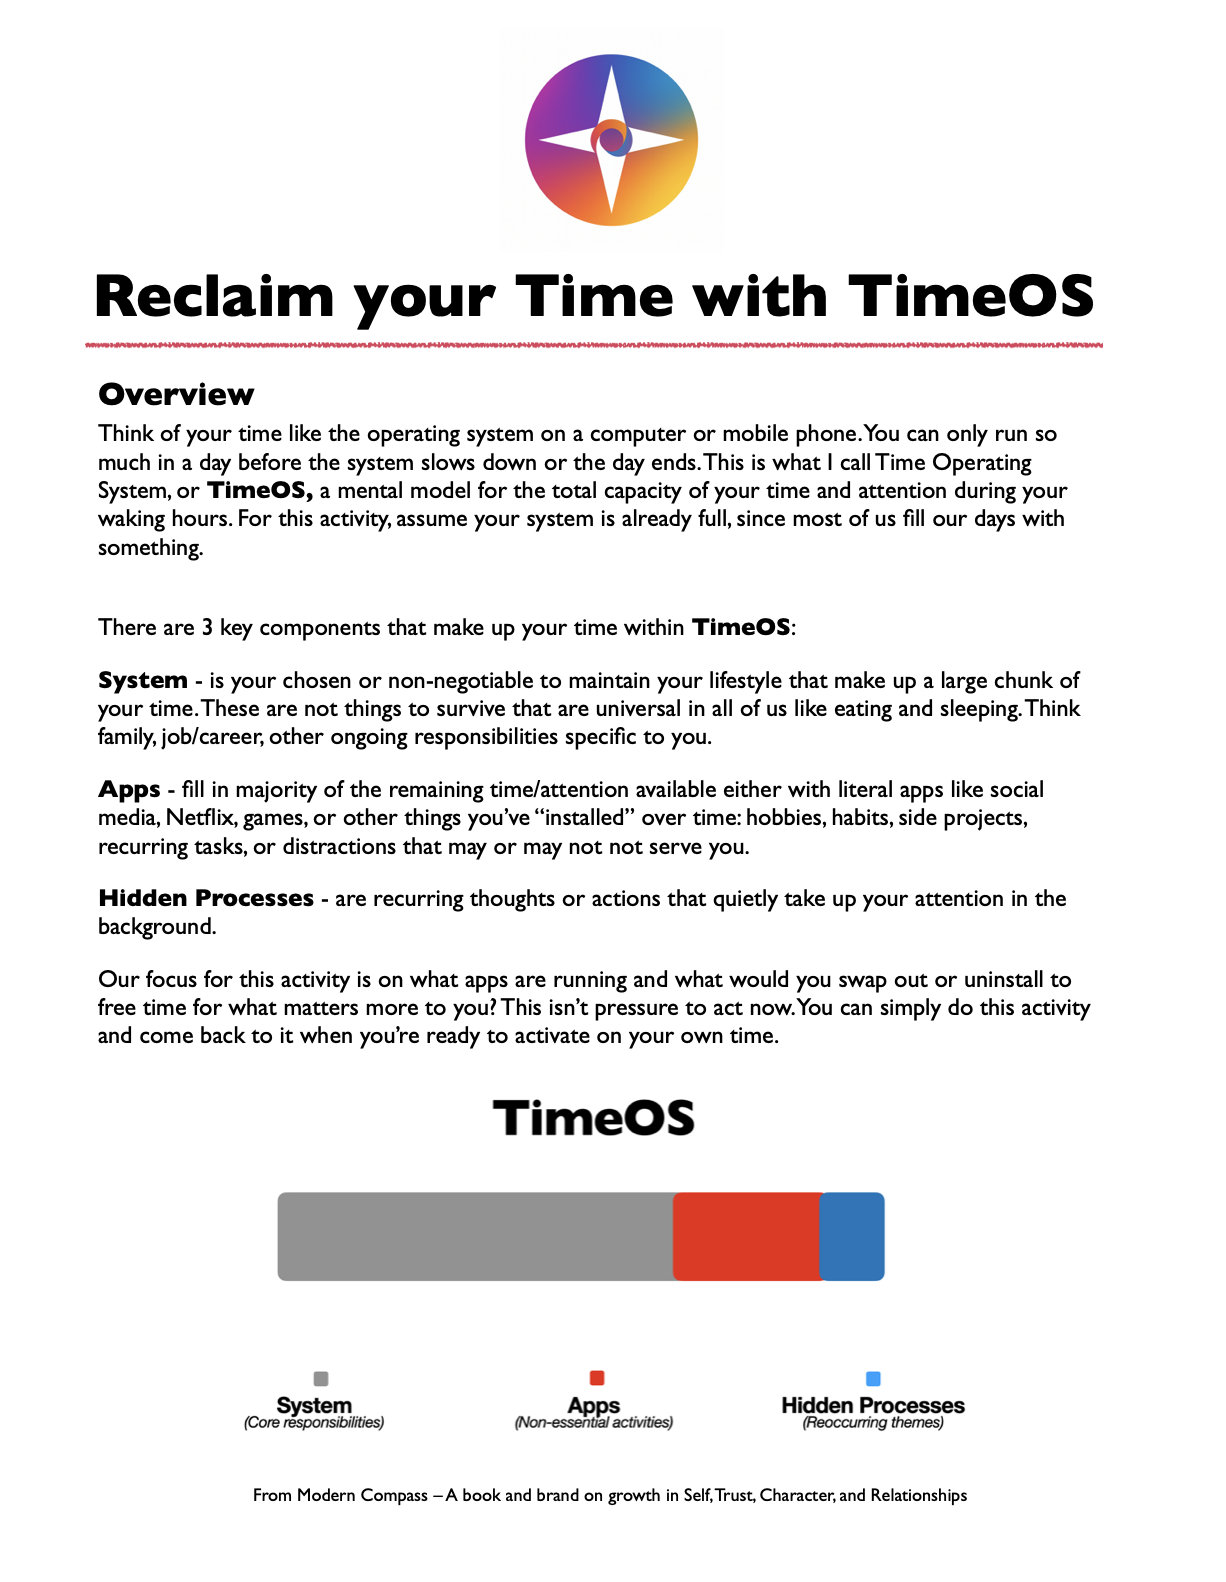 Reclaim your Time with TimeOS
Overview
Think of your time like the operating system on a computer or mobile phone. You can only run so
much in a day before the system slows down or the day ends. This is what I call Time Operating
System, or TimeOS, a mental model for the total capacity of your time and attention during your
waking hours. For this activity, assume your system is already full, since most of us fill our days with
something.
There are 3 key components that make up your time within TimeOS:
System - is your chosen or non-negotiable to maintain your lifestyle that make up a large chunk of
your time. These are not things to survive that are universal in all of us like eating and sleeping. Think
family, job/career, other ongoing responsibilities specific to you.
Apps - fill in majority of the remaining time/attention available either with literal apps like social
media, Netflix, games, or other things you’ve “installed” over time: hobbies, habits, side projects,
recurring tasks, or distractions that may or may not not serve you.
Hidden Processes - are recurring thoughts or actions that quietly take up your attention in the
background.
Our focus for this activity is on what apps are running and what would you swap out or uninstall to
free time for what matters more to you? This isn’t pressure to act now. You can simply do this activity
and come back to it when you’re ready to activate on your own time.
TimeOS
System
(Core responsibilities)
Apps
(Non-essential activities)
Hidden Processes
(Reoccurring themes)
From Modern Compass – A book and brand on growth in Self, Trust, Character, and Relationships